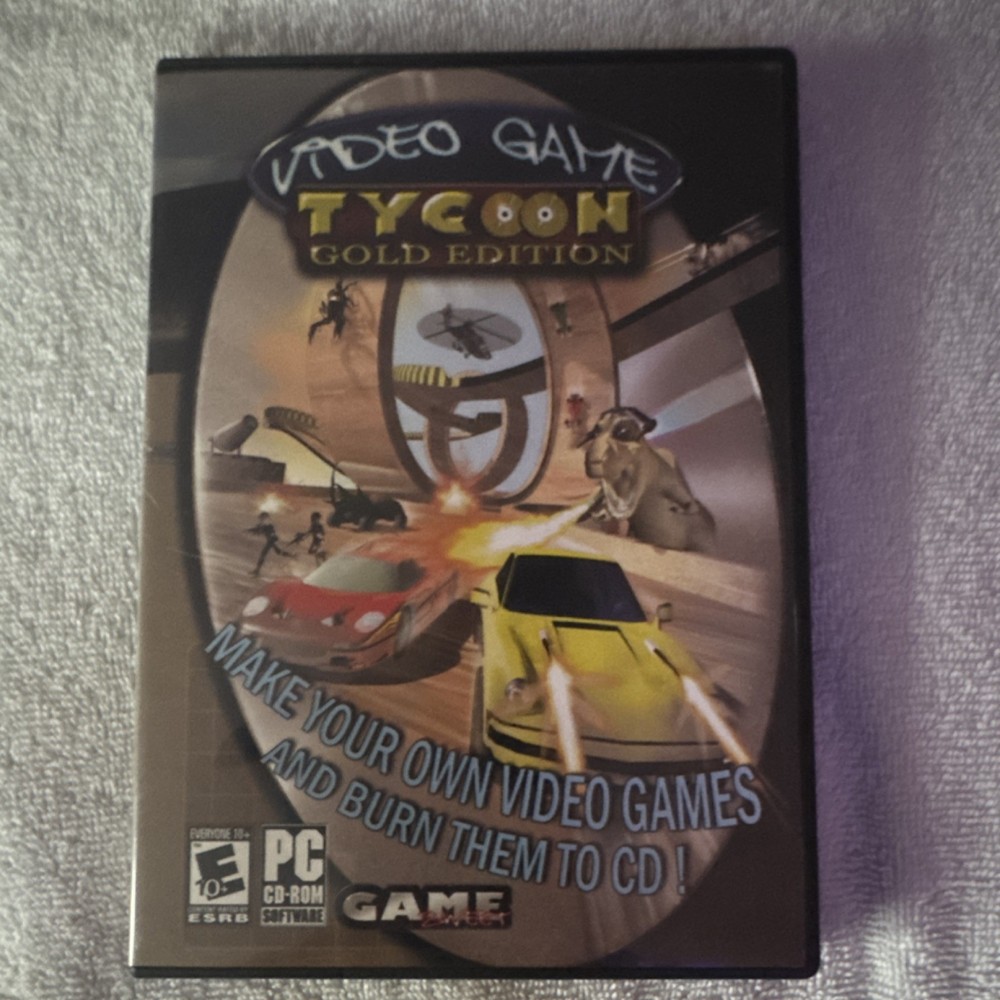 VIDEO GAME
TYCOON
GOLD EDITION
MAKE YOUR OWN VIDEO GAMES
AND BURN THEM TO CD !
EVERYONE 10+
E
10+
ESRB
PC
CD-ROM
SOFTWARE
GAME